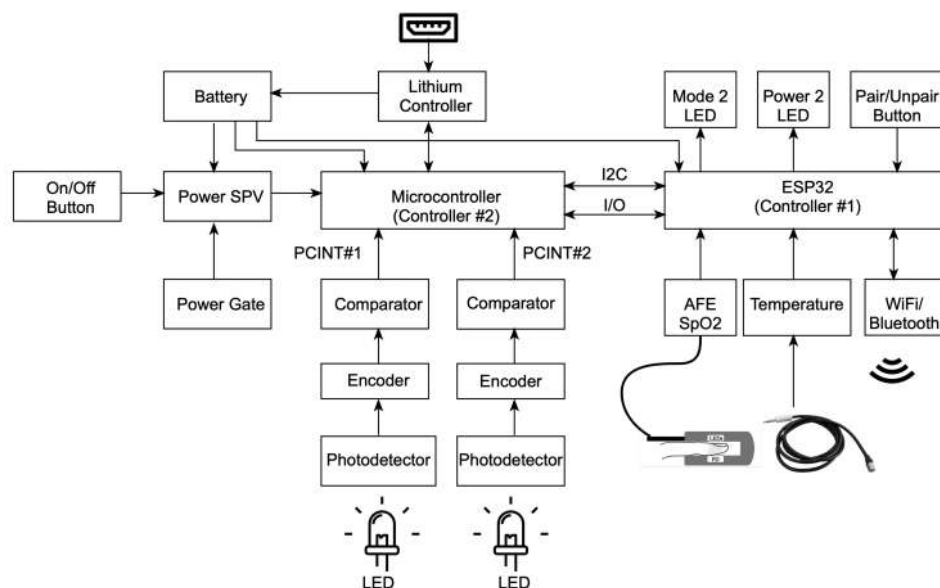 Battery
Lithium
Controller
Mode 2
LED
Power 2
LED
Pair/Unpair
Button
On/Off
Button
Power SPV
Microcontroller
(Controller #2)
I2C
I/O
ESP32
(Controller #1)
PCINT#1
PCINT#2
Power Gate
Comparator
Comparator
AFE
SpO2
Temperature
WiFi/
Bluetooth
Encoder
Encoder
Photodetector
Photodetector
LEDs
PD
LED
LED